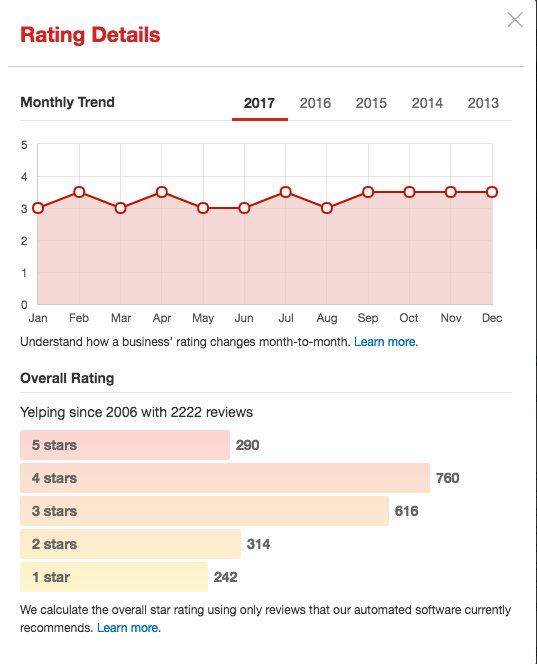 Rating Details
Monthly Trend 2017 2016 2015 2014 2013
5
4
3
2
1
0
Jan Feb Mar Apr May Jun Jul Aug Sep Oct Nov Dec
Understand how a business' rating changes month-to-month. Learn more.
Overall Rating
Yelping since 2006 with 2222 reviews
5 stars 290
4 stars 760
3 stars 616
2 stars 314
1 star 242
We calculate the overall star rating using only reviews that our automated software currently
recommends. Learn more.